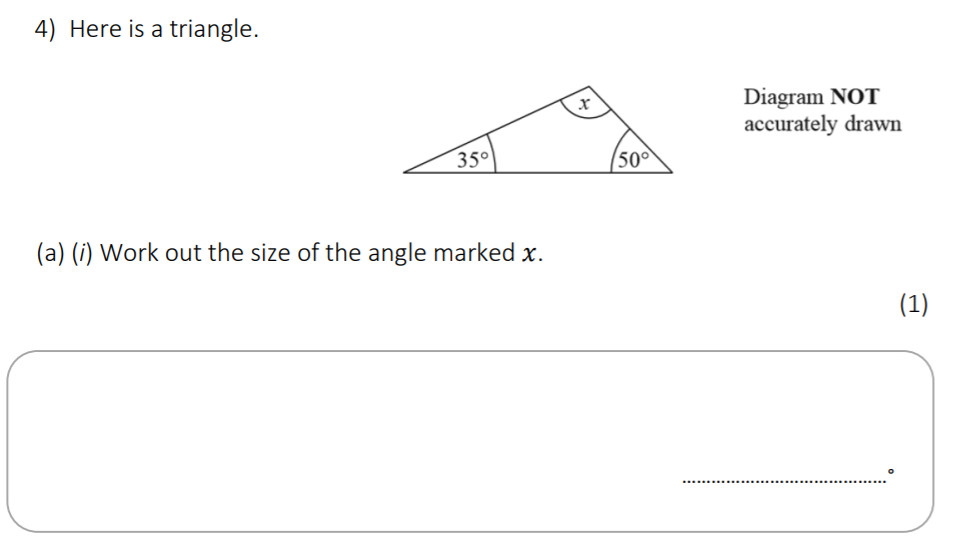 4) Here is a triangle.
Diagram NOT
accurately drawn
x
35°
50°
(a) (i) Work out the size of the angle marked x.
(1)
..............................................°